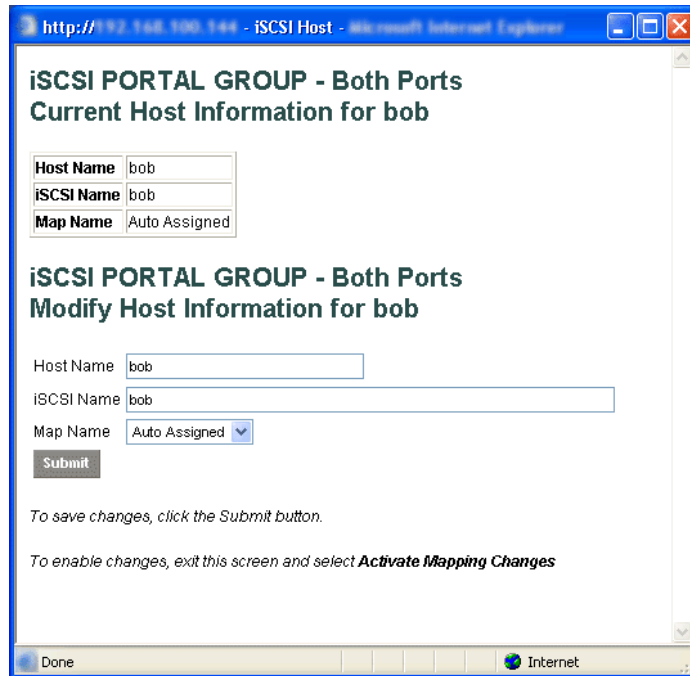 http://192.168.100.144 - iSCSI Host - Microsoft Internet Explorer
iSCSI PORTAL GROUP - Both Ports
Current Host Information for bob
Host Name bob
iSCSI Name bob
Map Name Auto Assigned
iSCSI PORTAL GROUP - Both Ports
Modify Host Information for bob
Host Name bob
iSCSI Name bob
Map Name Auto Assigned
Submit
To save changes, click the Submit button.
To enable changes, exit this screen and select Activate Mapping Changes
Done
Internet